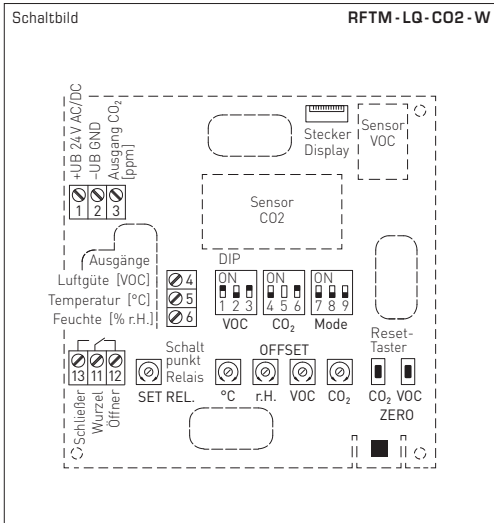 Schaltbild
RFTM-LQ-CO2-W
+UB 24V AC/DC
–UB GND
Ausgang CO₂
[ppm]
1 2 3
Stecker
Display
Sensor
VOC
Sensor
CO2
Ausgänge
Luftgüte [VOC]
Temperatur [°C]
Feuchte [% r.H.]
4
5
6
DIP
ON
1 2 3
VOC
ON
4 5 6
CO₂
ON
7 8 9
Mode
13 11 12
Schließer
Wurzel
Öffner
Schalt
punkt
Relais
SET REL.
OFFSET
°C r.H. VOC CO₂
Reset-
Taster
CO₂ VOC
ZERO